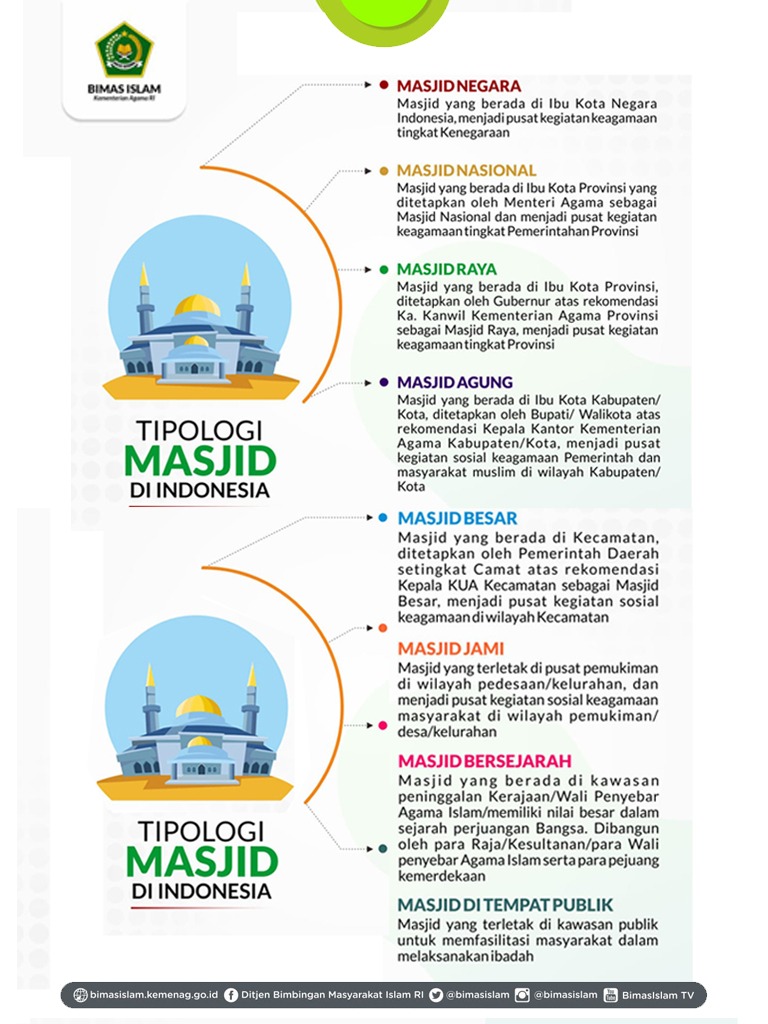 BIMAS ISLAM
Kementerian Agama RI
MASJID NEGARA
Masjid yang berada di Ibu Kota Negara
Indonesia, menjadi pusat kegiatan keagamaan
tingkat Kenegaraan
MASJID NASIONAL
Masjid yang berada di Ibu Kota Provinsi yang
ditetapkan oleh Menteri Agama sebagai
Masjid Nasional dan menjadi pusat kegiatan
keagamaan tingkat Pemerintahan Provinsi
MASJID RAYA
Masjid yang berada di Ibu Kota Provinsi,
ditetapkan oleh Gubernur atas rekomendasi
Ka. Kanwil Kementerian Agama Provinsi
sebagai Masjid Raya, menjadi pusat kegiatan
keagamaan tingkat Provinsi
MASJID AGUNG
Masjid yang berada di Ibu Kota Kabupaten/
Kota, ditetapkan oleh Bupati/ Walikota atas
rekomendasi Kepala Kantor Kementerian
Agama Kabupaten/Kota, menjadi pusat
kegiatan sosial keagamaan Pemerintah dan
masyarakat muslim di wilayah Kabupaten/
Kota
TIPOLOGI
MASJID
DI INDONESIA
MASJID BESAR
Masjid yang berada di Kecamatan,
ditetapkan oleh Pemerintah Daerah
setingkat Camat atas rekomendasi
Kepala KUA Kecamatan sebagai Masjid
Besar, menjadi pusat kegiatan sosial
keagamaan di wilayah Kecamatan
MASJID JAMI
Masjid yang terletak di pusat pemukiman
di wilayah pedesaan/kelurahan, dan
menjadi pusat kegiatan sosial keagamaan
masyarakat di wilayah pemukiman/
desa/kelurahan
MASJID BERSEJARAH
Masjid yang berada di kawasan
peninggalan Kerajaan/Wali Penyebar
Agama Islam/memiliki nilai besar dalam
sejarah perjuangan Bangsa. Dibangun
oleh para Raja/Kesultanan/para Wali
penyebar Agama Islam serta para pejuang
kemerdekaan
MASJID DI TEMPAT PUBLIK
Masjid yang terletak di kawasan publik
untuk memfasilitasi masyarakat dalam
melaksanakan ibadah
TIPOLOGI
MASJID
DI INDONESIA
bimasislam.kemenag.go.id Ditjen Bimbingan Masyarakat Islam RI @bimasislam @bimasislam BimasIslam TV